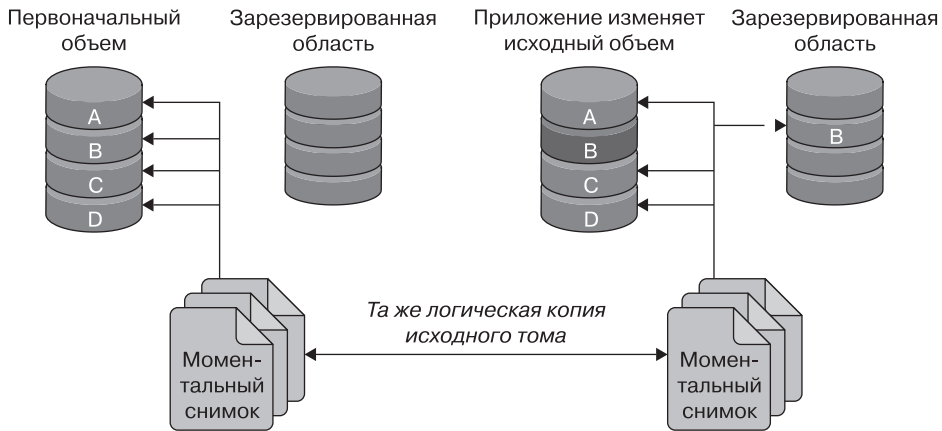 Первоначальный
объем
Зарезервированная
область
Приложение изменяет
исходный объем
Зарезервированная
область
A
B
C
D
A
B
C
D
B
Та же логическая копия
исходного тома
Момен-
тальный
снимок
Момен-
тальный
снимок